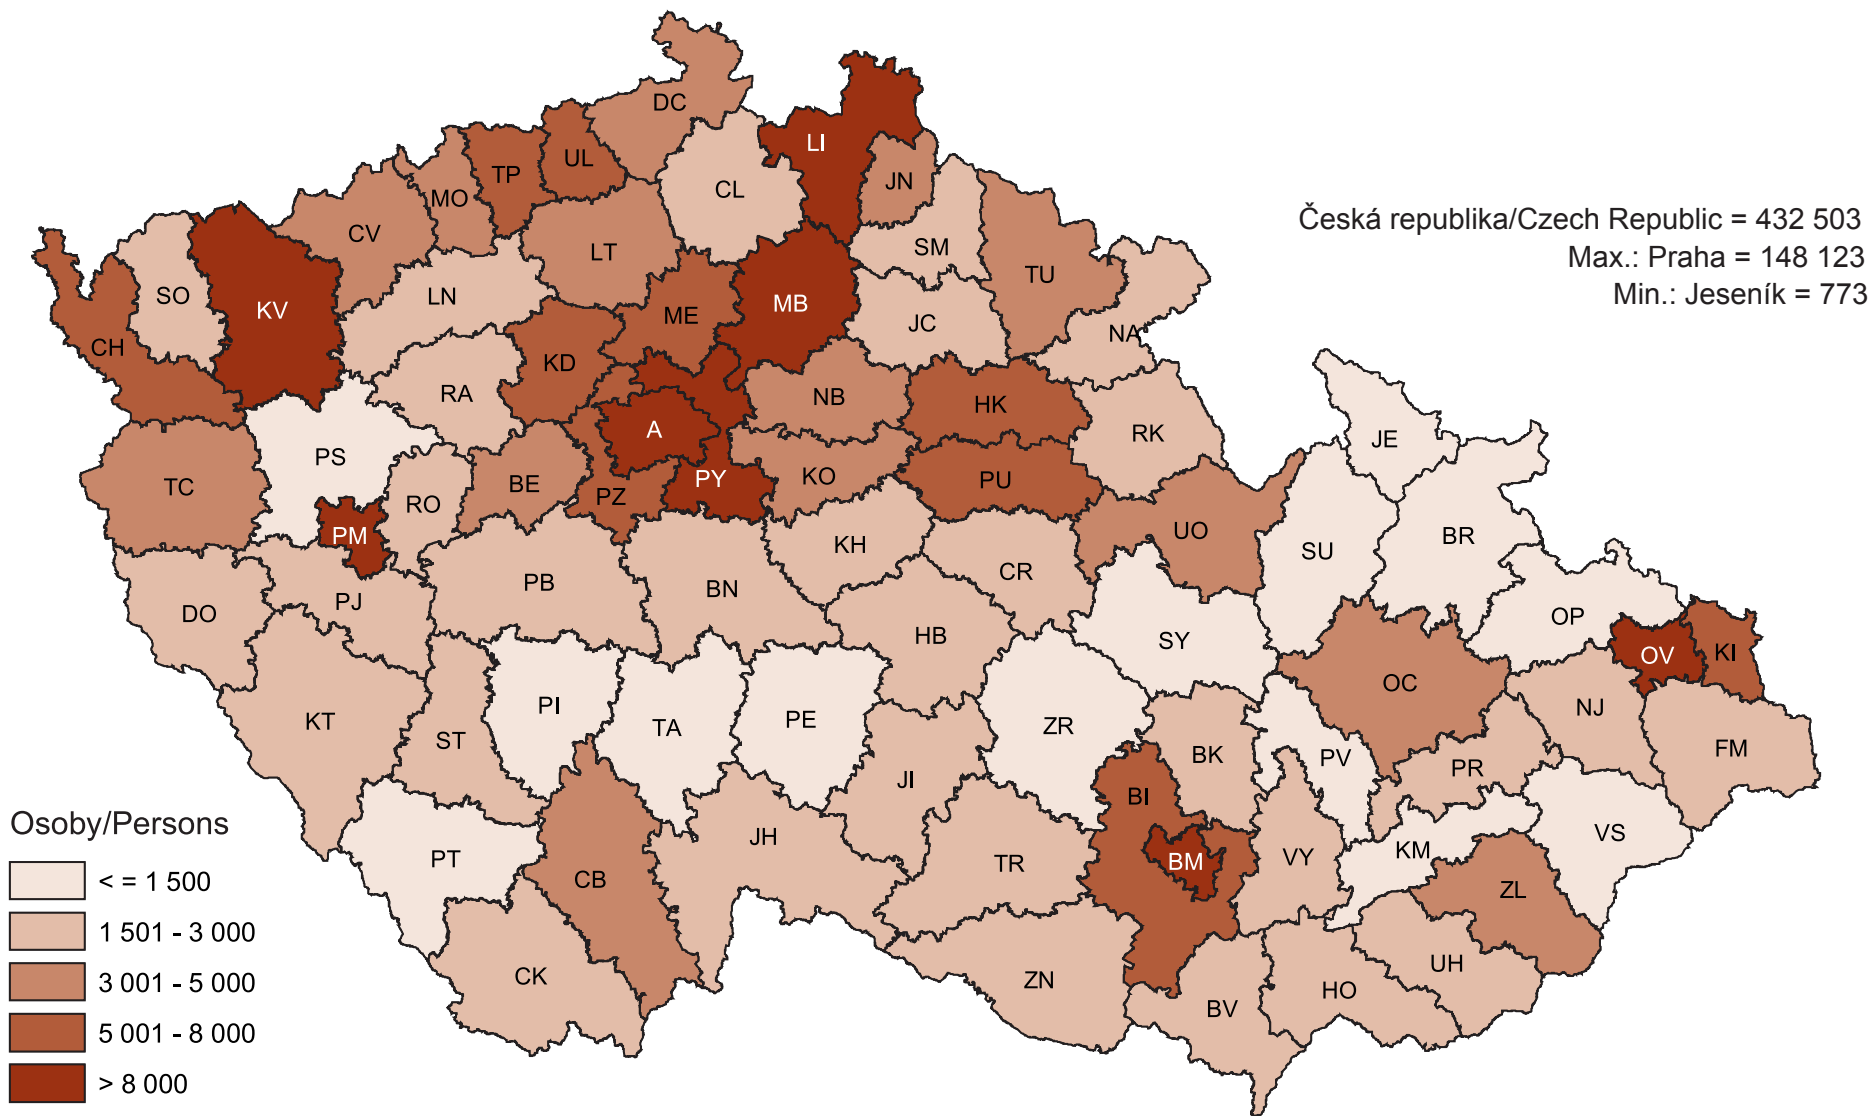 DC
LI
UL
TP
JN
CL
MO
CV
LT
SM
TU
Česká republika/Czech Republic = 432 503
Max.: Praha = 148 123
Min.: Jeseník = 773
SO
KV
LN
ME
MB
JC
NA
CH
KD
RA
NB
HK
A
RK
JE
PS
TC
RO
BE
PZ
PY
KO
PU
UO
SU
BR
PM
KH
CR
PB
BN
DO
PJ
HB
SY
OP
OV
KI
OC
KT
ST
PI
TA
PE
ZR
BK
PV
PR
NJ
FM
JI
BI
PT
CB
JH
TR
BM
VY
KM
VS
ZL
CK
ZN
BV
HO
UH
Osoby/Persons
< = 1 500
1 501 - 3 000
3 001 - 5 000
5 001 - 8 000
> 8 000